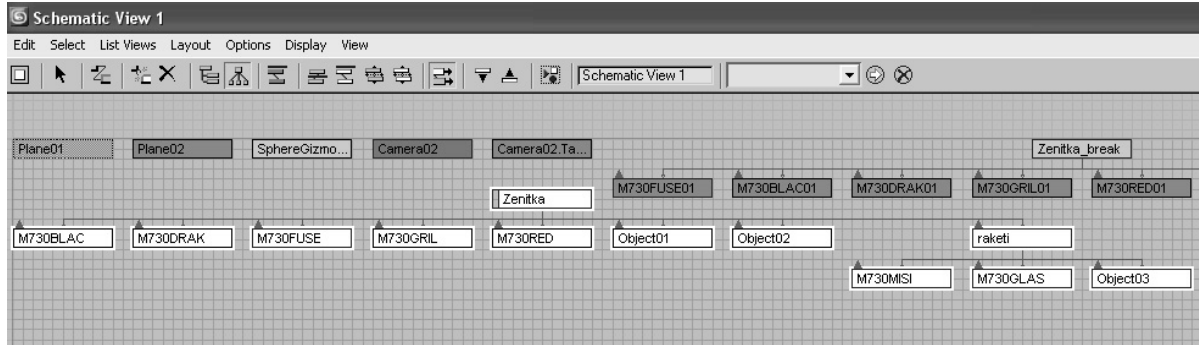 Schematic View 1
Edit Select List Views Layout Options Display View
Schematic View 1
Plane01 Plane02 SphereGizmo... Camera02 Camera02.Ta... Zenitka_break
M730FUSE01 M730BLAC01 M730DRAK01 M730GRIL01 M730RED01
Zenitka
M730BLAC M730DRAK M730FUSE M730GRIL M730RED Object01 Object02 raketi
M730MISI M730GLAS Object03